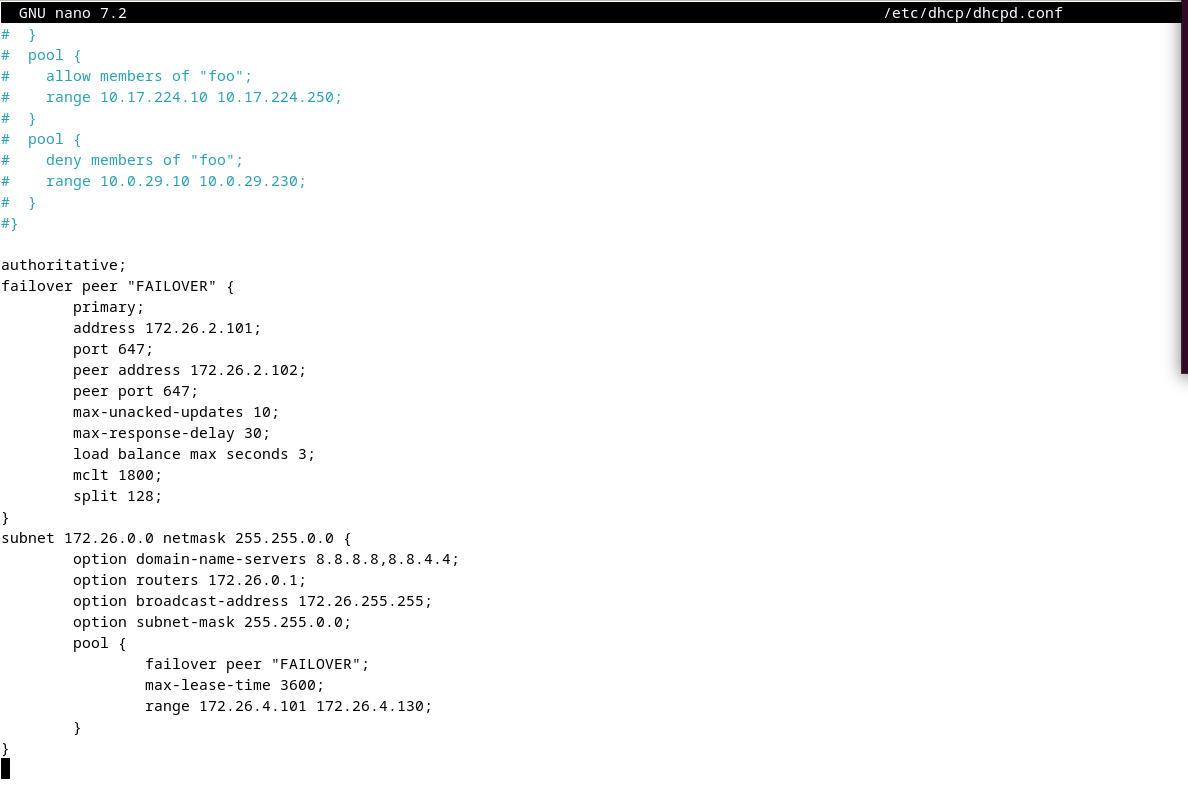 GNU nano 7.2 /etc/dhcp/dhcpd.conf
#  }
#  pool {
#    allow members of "foo";
#    range 10.17.224.10 10.17.224.250;
#  }
#  pool {
#    deny members of "foo";
#    range 10.0.29.10 10.0.29.230;
#  }
#}
authoritative;
failover peer "FAILOVER" {
        primary;
        address 172.26.2.101;
        port 647;
        peer address 172.26.2.102;
        peer port 647;
        max-unacked-updates 10;
        max-response-delay 30;
        load balance max seconds 3;
        mclt 1800;
        split 128;
}
subnet 172.26.0.0 netmask 255.255.0.0 {
        option domain-name-servers 8.8.8.8,8.8.4.4;
        option routers 172.26.0.1;
        option broadcast-address 172.26.255.255;
        option subnet-mask 255.255.0.0;
        pool {
                failover peer "FAILOVER";
                max-lease-time 3600;
                range 172.26.4.101 172.26.4.130;
        }
}